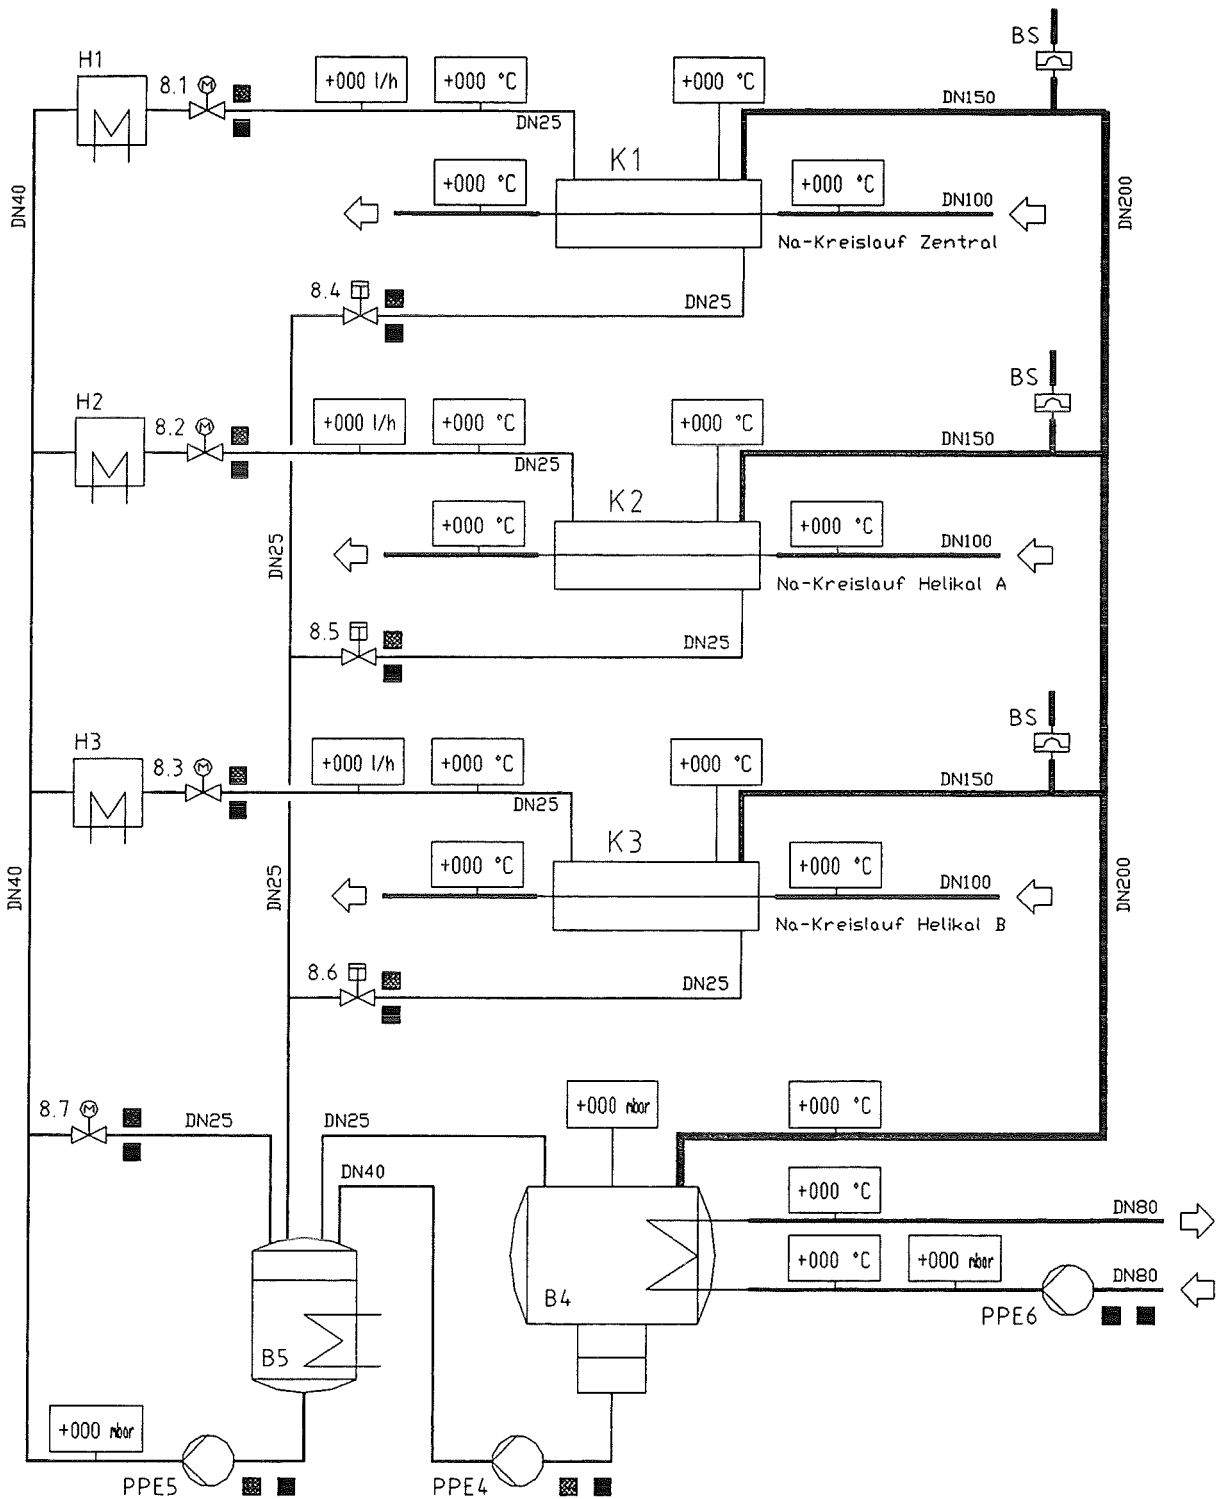 BS
H1
8.1
M
+000 l/h
+000 °C
+000 °C
DN150
DN25
K1
DN40
+000 °C
+000 °C
DN100
DN200
Na-Kreislauf Zentral
8.4
DN25
BS
H2
8.2
M
+000 l/h
+000 °C
+000 °C
DN150
DN25
K2
+000 °C
+000 °C
DN100
DN25
Na-Kreislauf Helikal A
8.5
DN25
BS
H3
8.3
M
+000 l/h
+000 °C
+000 °C
DN150
DN25
K3
DN40
DN25
+000 °C
+000 °C
DN100
DN200
Na-Kreislauf Helikal B
8.6
DN25
8.7
M
DN25
DN25
+000 mbar
+000 °C
DN40
+000 °C
DN80
+000 °C
+000 mbar
DN80
B4
PPE6
B5
+000 mbar
PPE5
PPE4